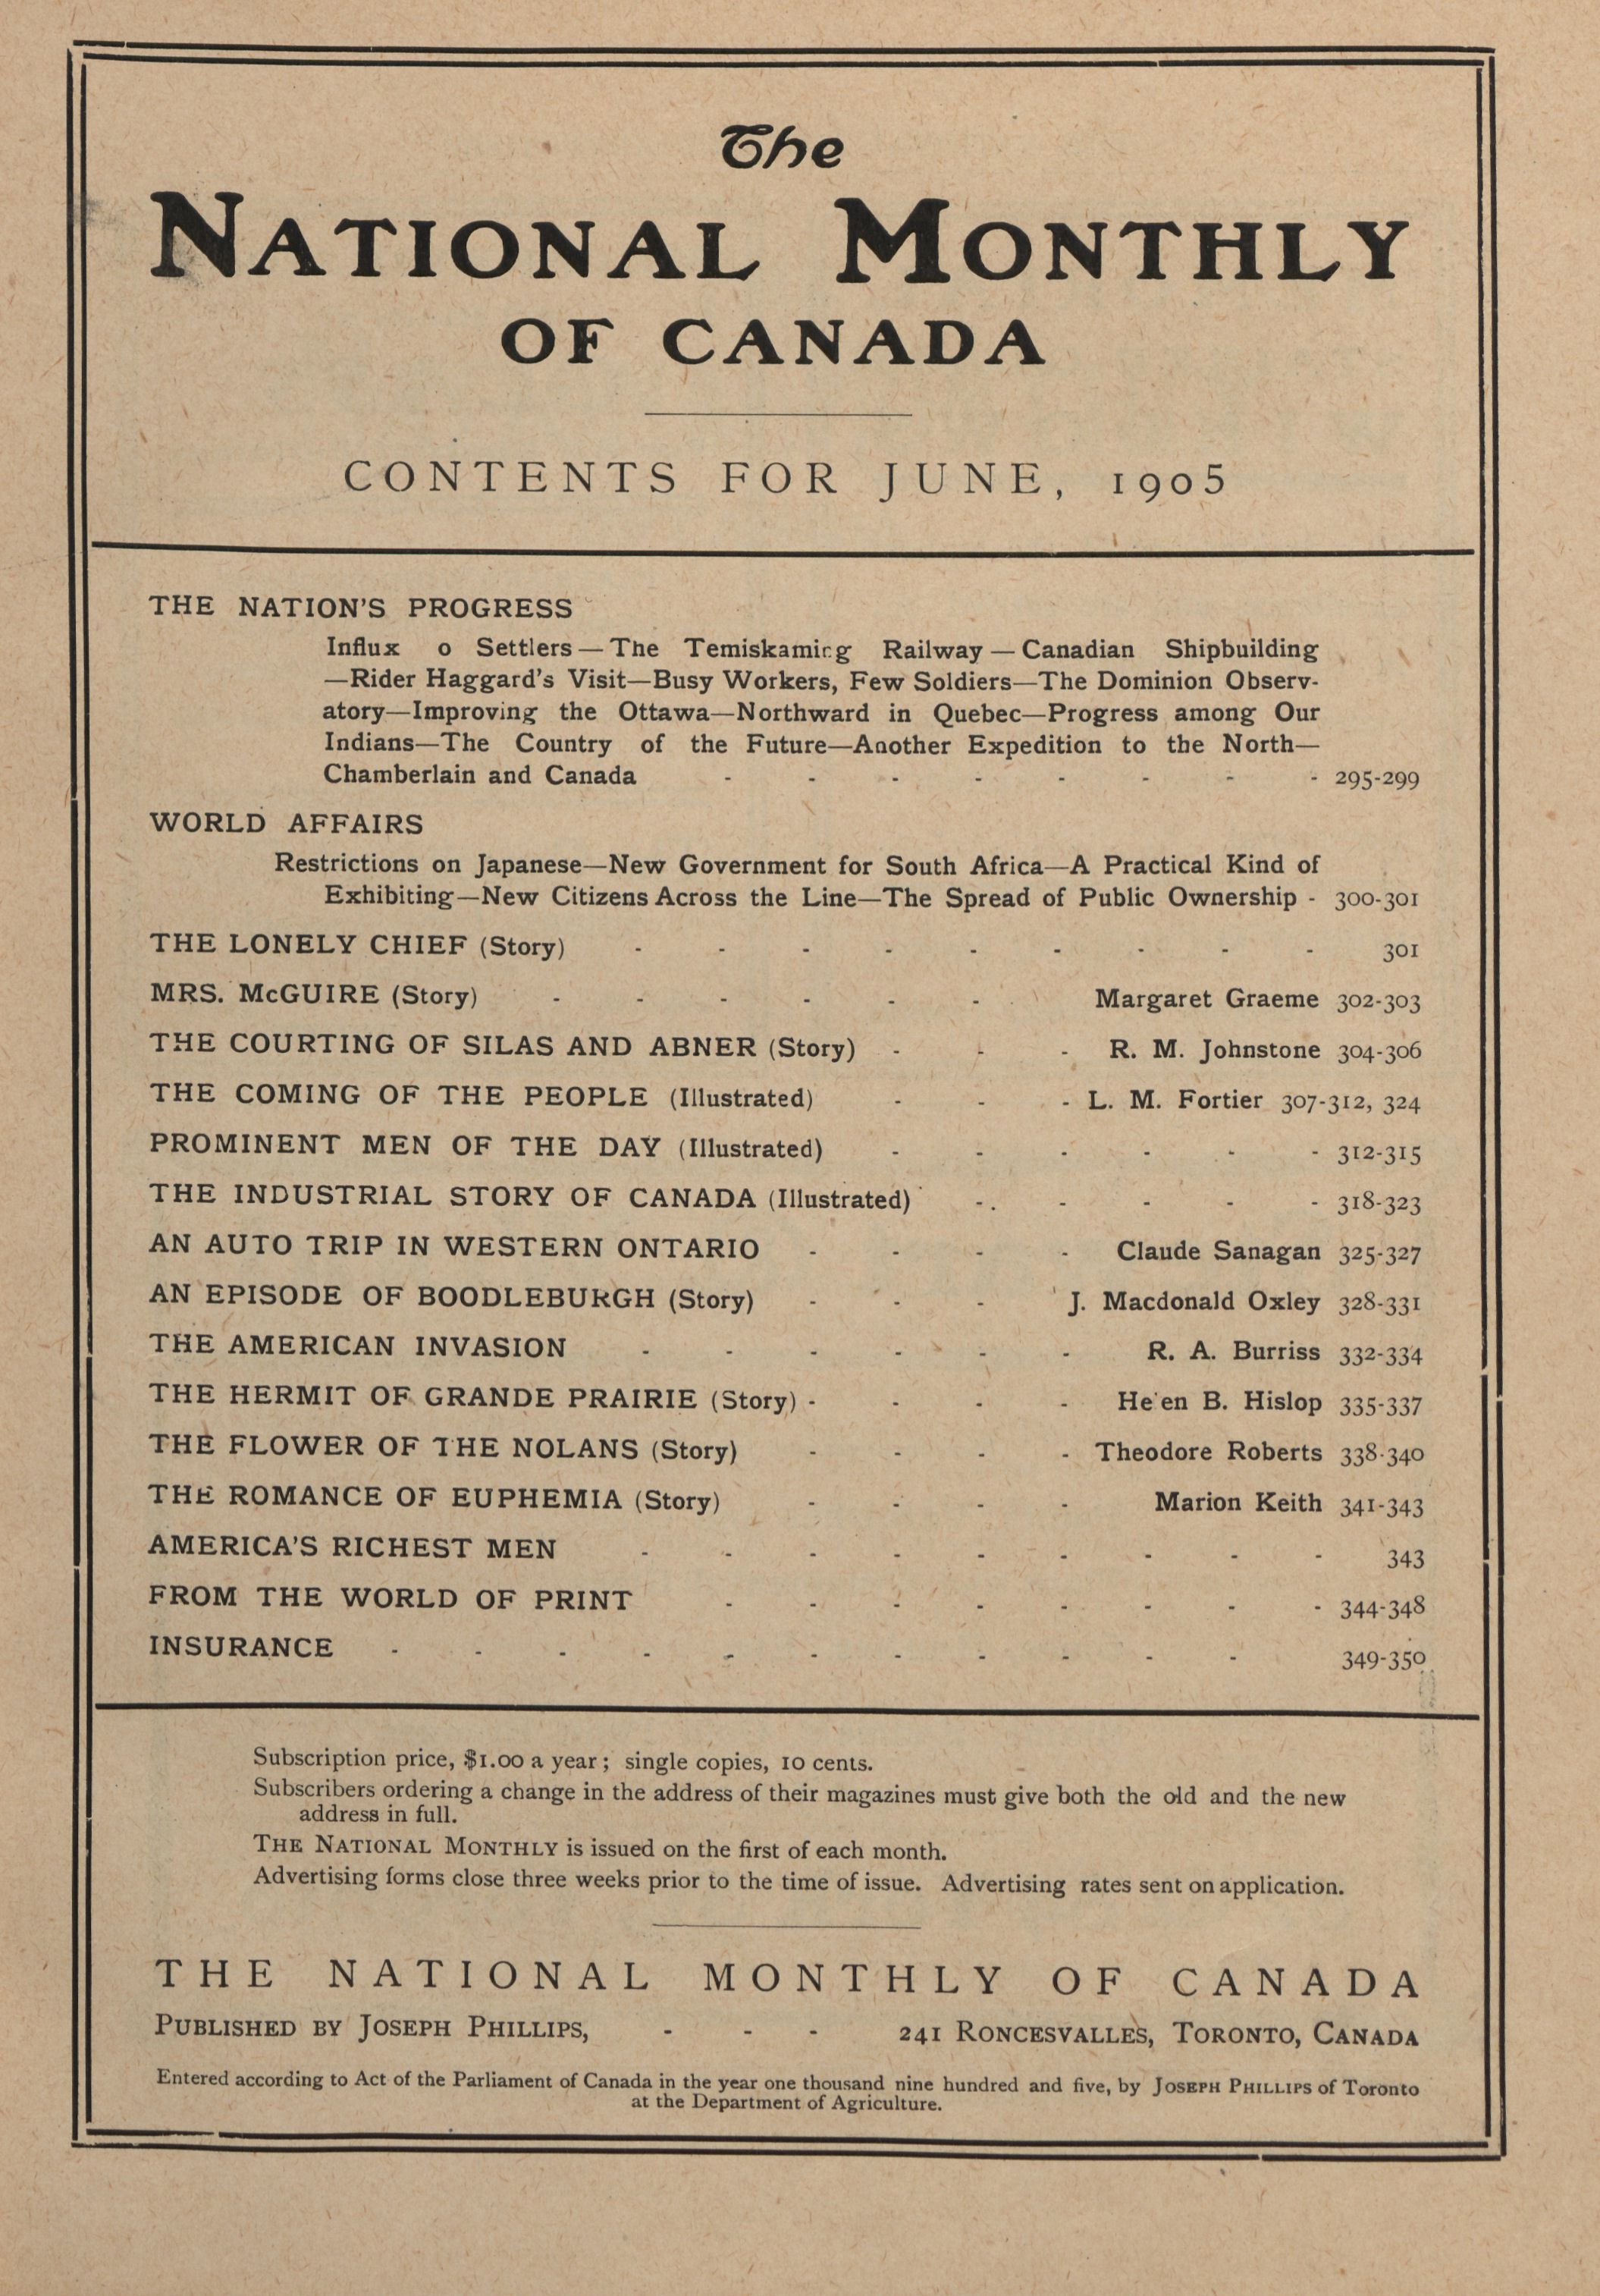 The
NATIONAL MONTHLY
OF CANADA
CONTENTS FOR JUNE, 1905
THE NATION'S PROGRESS
Influx o Settlers—The Temiskaming Railway—Canadian Shipbuilding
—Rider Haggard's Visit—Busy Workers, Few Soldiers—The Dominion Observ-
atory—Improving the Ottawa—Northward in Quebec—Progress among Our
Indians—The Country of the Future—Another Expedition to the North—
Chamberlain and Canada - - - - - - - - 295-299
WORLD AFFAIRS
Restrictions on Japanese—New Government for South Africa—A Practical Kind of
Exhibiting—New Citizens Across the Line—The Spread of Public Ownership - 300-301
THE LONELY CHIEF (Story) - - - - - - - - - 301
MRS. McGUIRE (Story) - - - - - - Margaret Graeme 302-303
THE COURTING OF SILAS AND ABNER (Story) - - - R. M. Johnstone 304-306
THE COMING OF THE PEOPLE (Illustrated) - - - L. M. Fortier 307-312, 324
PROMINENT MEN OF THE DAY (Illustrated) - - - - - - 312-315
THE INDUSTRIAL STORY OF CANADA (Illustrated) - - - - - 318-323
AN AUTO TRIP IN WESTERN ONTARIO - - - - Claude Sanagan 325-327
AN EPISODE OF BOODLEBURGH (Story) - - - J. Macdonald Oxley 328-331
THE AMERICAN INVASION - - - - - - R. A. Burriss 332-334
THE HERMIT OF GRANDE PRAIRIE (Story) - - - - He en B. Hislop 335-337
THE FLOWER OF THE NOLANS (Story) - - - - Theodore Roberts 338-340
THE ROMANCE OF EUPHEMIA (Story) - - - - Marion Keith 341-343
AMERICA'S RICHEST MEN - - - - - - - - - 343
FROM THE WORLD OF PRINT - - - - - - - - 344-348
INSURANCE - - - - - - - - - - - 349-350
Subscription price, $1.00 a year; single copies, 10 cents.
Subscribers ordering a change in the address of their magazines must give both the old and the new
address in full.
THE NATIONAL MONTHLY is issued on the first of each month.
Advertising forms close three weeks prior to the time of issue. Advertising rates sent on application.
THE NATIONAL MONTHLY OF CANADA
PUBLISHED BY JOSEPH PHILLIPS, - - - 241 RONCESVALLES, TORONTO, CANADA
Entered according to Act of the Parliament of Canada in the year one thousand nine hundred and five, by JOSEPH PHILLIPS of Toronto
at the Department of Agriculture.